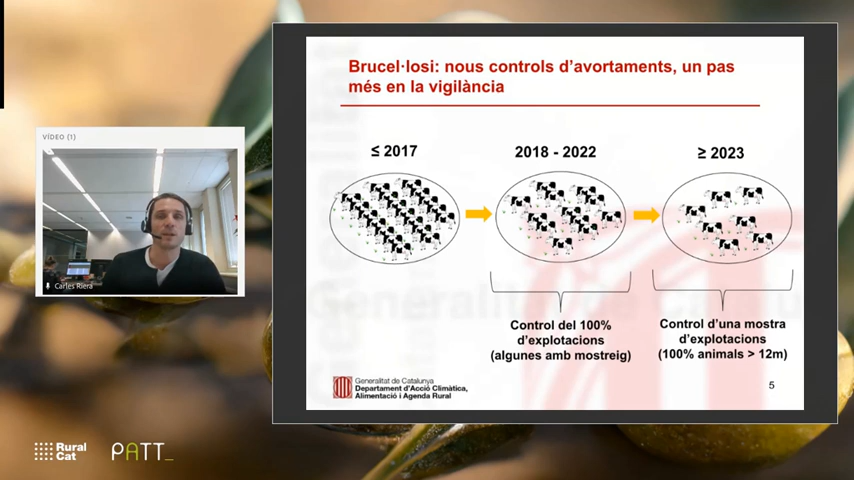 VÍDEO (1)
Carles Riera
Brucel·losi: nous controls d'avortaments, un pas
més en la vigilància
≤ 2017
2018 - 2022
≥ 2023
Control del 100%
d'explotacions
(algunes amb mostreig)
Control d'una mostra
d'explotacions
(100% animals > 12m)
Generalitat de Catalunya
Departament d'Acció Climàtica,
Alimentació i Agenda Rural
5
Rural
Cat
PATT_